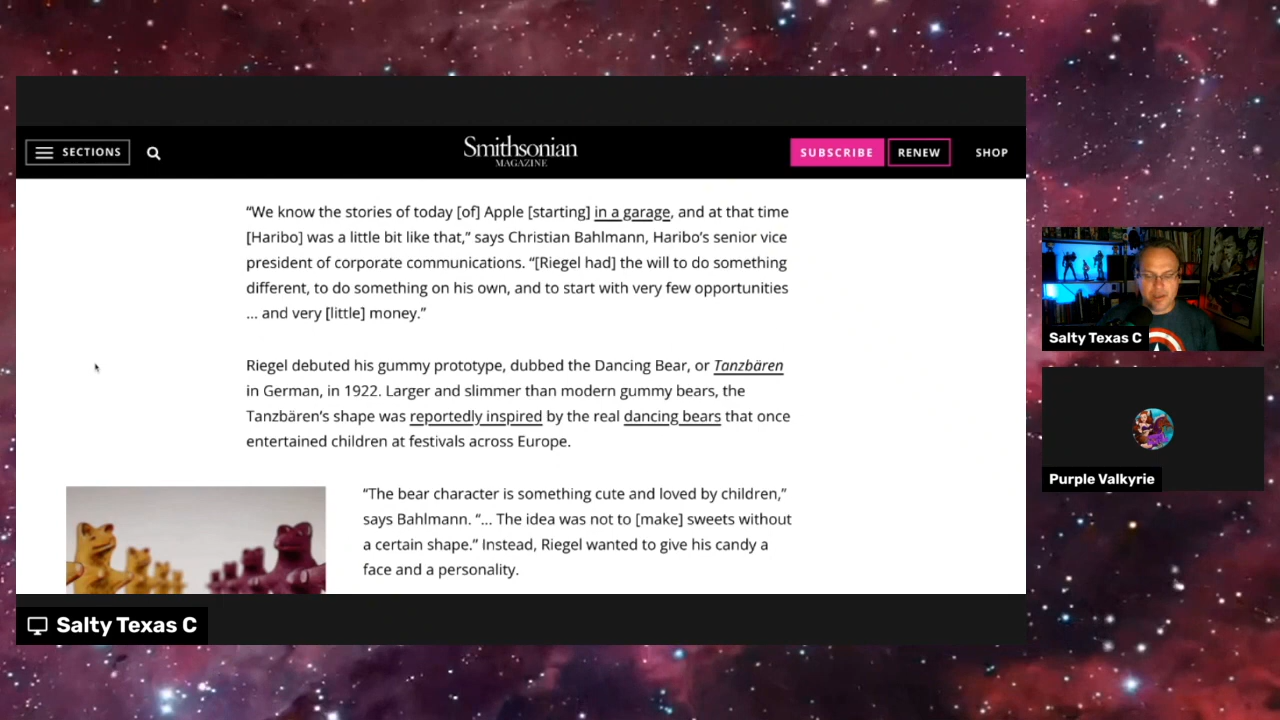 SECTIONS
Smithsonian
MAGAZINE
SUBSCRIBE
RENEW
SHOP
“We know the stories of today [of] Apple [starting] in a garage, and at that time
[Haribo] was a little bit like that,” says Christian Bahlmann, Haribo’s senior vice
president of corporate communications. “[Riegel had] the will to do something
different, to do something on his own, and to start with very few opportunities
... and very [little] money.”
Riegel debuted his gummy prototype, dubbed the Dancing Bear, or Tanzbären
in German, in 1922. Larger and slimmer than modern gummy bears, the
Tanzbären’s shape was reportedly inspired by the real dancing bears that once
entertained children at festivals across Europe.
“The bear character is something cute and loved by children,”
says Bahlmann. “... The idea was not to [make] sweets without
a certain shape.” Instead, Riegel wanted to give his candy a
face and a personality.
Salty Texas C
Salty Texas C
Purple Valkyrie